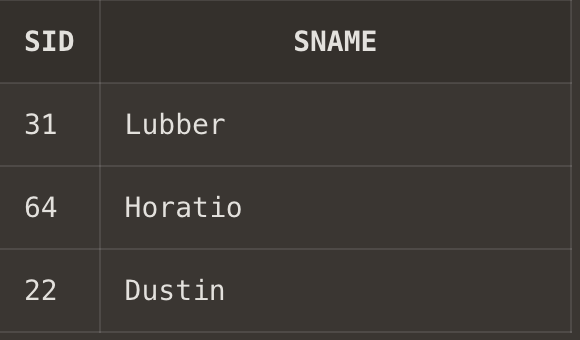 SID SNAME
31 Lubber
64 Horatio
22 Dustin